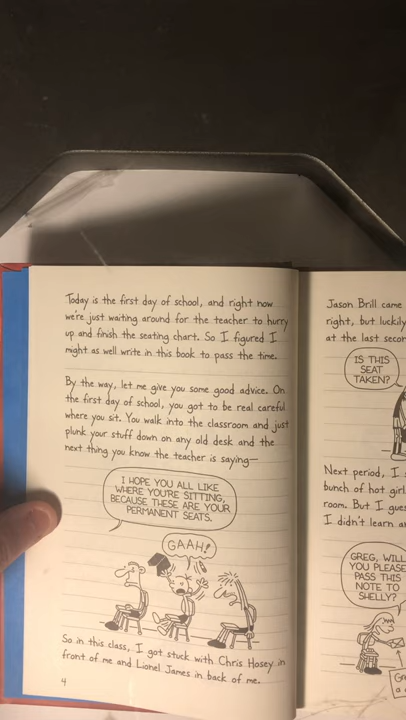 Today is the first day of school, and right now
we're just waiting around for the teacher to hurry
up and finish the seating chart. So I figured I
might as well write in this book to pass the time.
By the way, let me give you some good advice. On
the first day of school, you got to be real careful
where you sit. You walk into the classroom and just
plunk your stuff down on any old desk and the
next thing you know the teacher is saying—
I HOPE YOU ALL LIKE
WHERE YOU'RE SITTING,
BECAUSE THESE ARE YOUR
PERMANENT SEATS.
GAAH!
So in this class, I got stuck with Chris Hosey in
front of me and Lionel James in back of me.
4
Jason Brill came
right, but luckily
at the last
IS THIS
SEAT
TAKEN?
Next period, I
bunch of hot
room. But I
I didn't learn
GREG, WILL
YOU PLEASE
PASS THIS
NOTE TO
SHELLY?